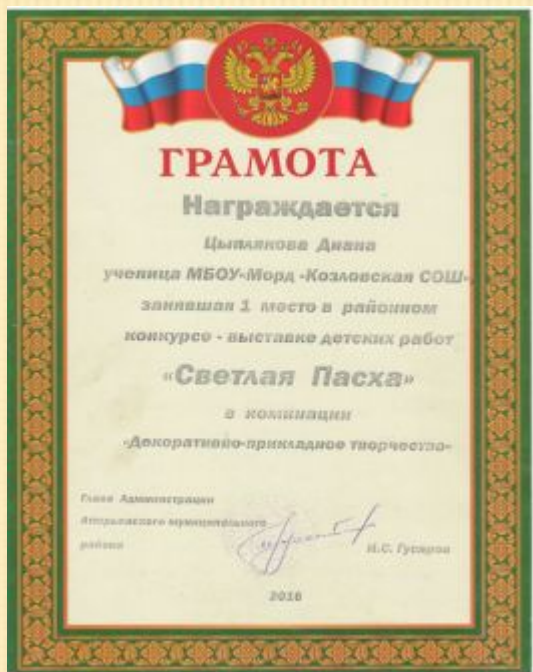 ГРАМОТА
Награждается
Цыплякова Диана
ученица МБОУ«Морд -Козловская СОШ»,
занявшая 1 место в районном
конкурсе - выставке детских работ
«Светлая Пасха»
в номинации
«Декоративно-прикладное творчество»
Глава Администрации
Атюрьевского муниципального
района
И.С. Гусаров
2016